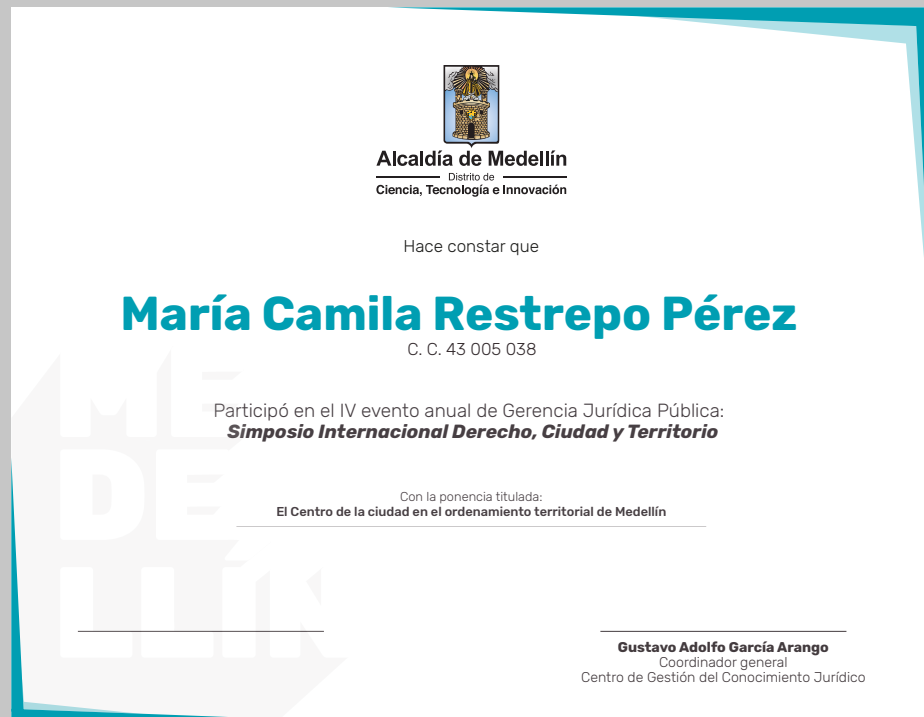 Alcaldía de Medellín
Distrito de
Ciencia, Tecnología e Innovación
Hace constar que
María Camila Restrepo Pérez
C. C. 43 005 038
Participó en el IV evento anual de Gerencia Jurídica Pública:
Simposio Internacional Derecho, Ciudad y Territorio
Con la ponencia titulada:
El Centro de la ciudad en el ordenamiento territorial de Medellín
ME
DE
LLÍN
Gustavo Adolfo García Arango
Coordinador general
Centro de Gestión del Conocimiento Jurídico